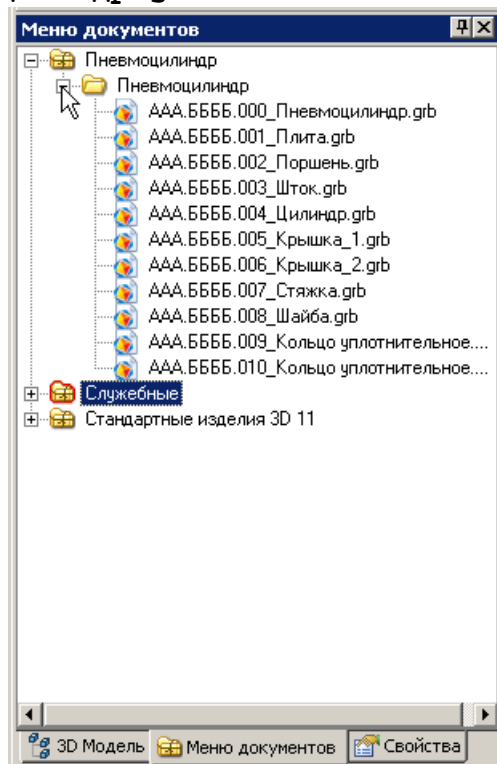 Меню документов
Пневмоцилиндр
Пневмоцилиндр
ААА.ББББ.000_Пневмоцилиндр.grb
ААА.ББББ.001_Плита.grb
ААА.ББББ.002_Поршень.grb
ААА.ББББ.003_Шток.grb
ААА.ББББ.004_Цилиндр.grb
ААА.ББББ.005_Крышка_1.grb
ААА.ББББ.006_Крышка_2.grb
ААА.ББББ.007_Стяжка.grb
ААА.ББББ.008_Шайба.grb
ААА.ББББ.009_Кольцо уплотнительное....
ААА.ББББ.010_Кольцо уплотнительное....
Служебные
Стандартные изделия 3D 11
3D Модель Меню документов Свойства